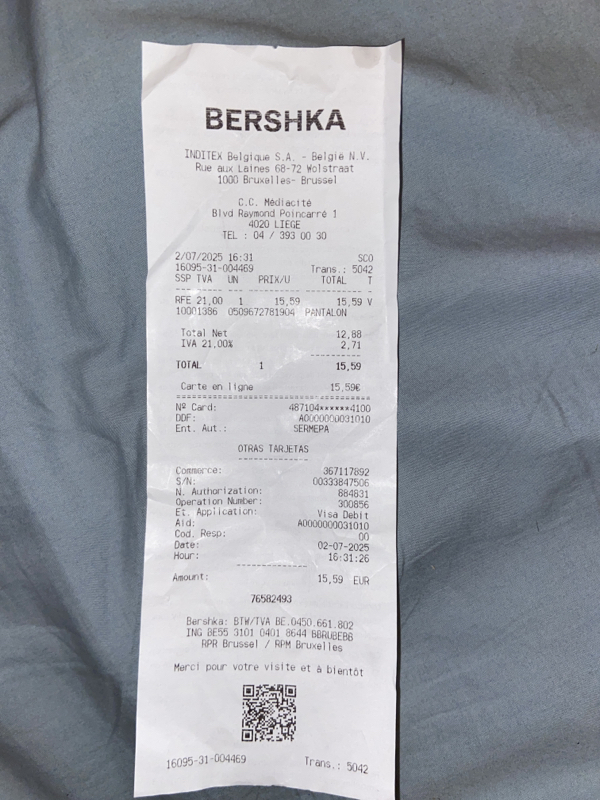 BERSHKA
INDITEX Belgique S.A. - België N.V.
Rue aux Laines 68-72 Wolstraat
1000 Bruxelles- Brussel
C.C. Médiacité
Blvd Raymond Poincarré 1
4020 LIEGE
TEL : 04 / 393 00 30
2/07/2025 16:31 SCO
16095-31-004469 Trans.: 5042
SSP TVA UN PRIX/U TOTAL T
RFE 21,00 1 15,59 15,59 V
10001386 0509672781904 PANTALON
Total Net 12,88
IVA 21,00% 2,71
TOTAL 1 15,59
Carte en ligne 15,59€
Nº Card: 487104******4100
DDF: A0000000031010
Ent. Aut.: SERMEPA
OTRAS TARJETAS
Commerce: 367117892
S/N: 00333847506
N. Authorization: 884831
Operation Number: 300856
Et. Application: Visa Debit
Aid: A0000000031010
Cod. Resp: 00
Date: 02-07-2025
Hour: 16:31:26
Amount: 15,59 EUR
76582493
Bershka: BTW/TVA BE.0450.661.802
ING BE55 3101 0401 8644 BBRUBEBB
RPR Brussel / RPM Bruxelles
Merci pour votre visite et à bientôt
16095-31-004469 Trans.: 5042